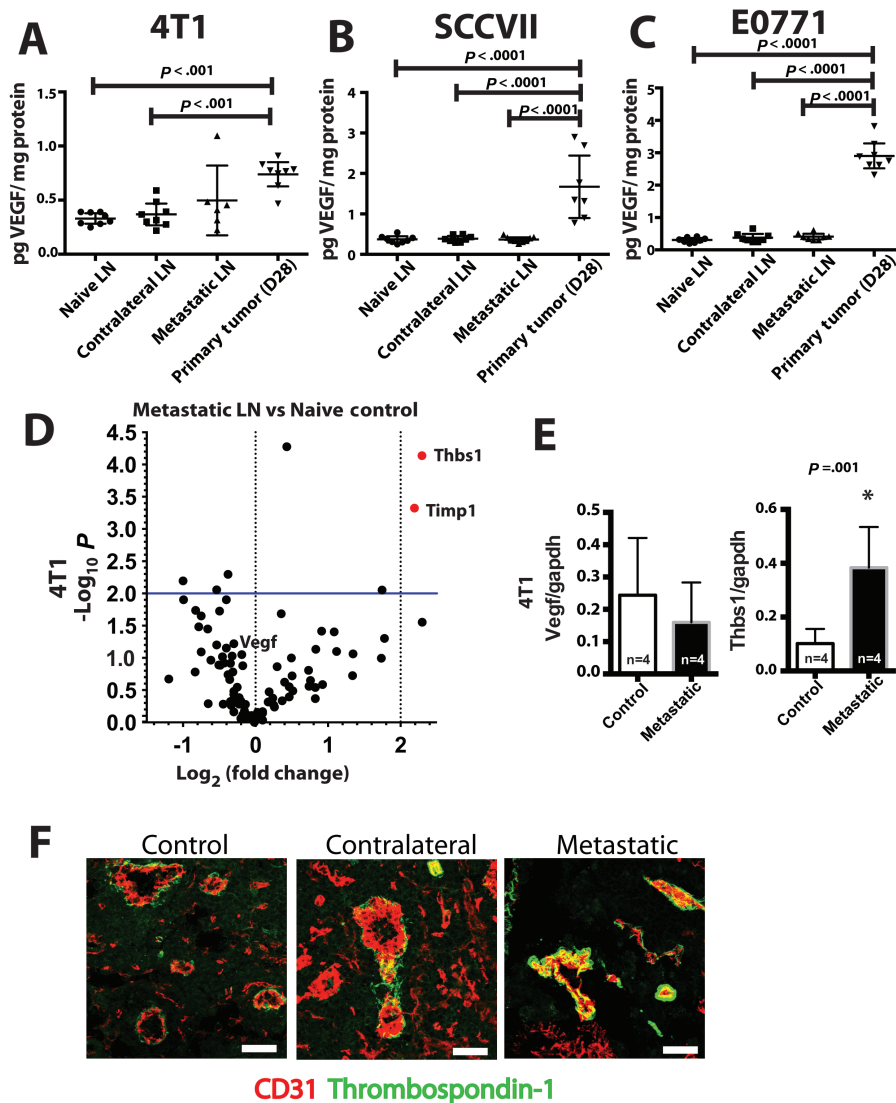 A
4T1
P < .001
P < .001
pg VEGF/ mg protein
1.5
1.0
0.5
0.0
Naive LN
Contralateral LN
Metastatic LN
Primary tumor (D28)
B
SCCVII
P < .0001
P < .0001
P < .0001
pg VEGF/ mg protein
4
3
2
1
0
Naive LN
Contralateral LN
Metastatic LN
Primary tumor (D28)
C
E0771
P < .0001
P < .0001
P < .0001
pg VEGF/ mg protein
5
4
3
2
1
0
Naive LN
Contralateral LN
Metastatic LN
Primary tumor (D28)
D
Metastatic LN vs Naive control
4T1
-Log10 P
4.5
4.0
3.5
3.0
2.5
2.0
1.5
1.0
0.5
0.0
Thbs1
Timp1
Vegf
-1 0 1 2
Log2 (fold change)
E
4T1
Vegf/gapdh
0.5
0.4
0.3
0.2
0.1
0.0
n=4 n=4
Control
Metastatic
P =.001
*
Thbs1/gapdh
0.6
0.4
0.2
0.0
n=4 n=4
Control
Metastatic
F
Control Contralateral Metastatic
CD31 Thrombospondin-1